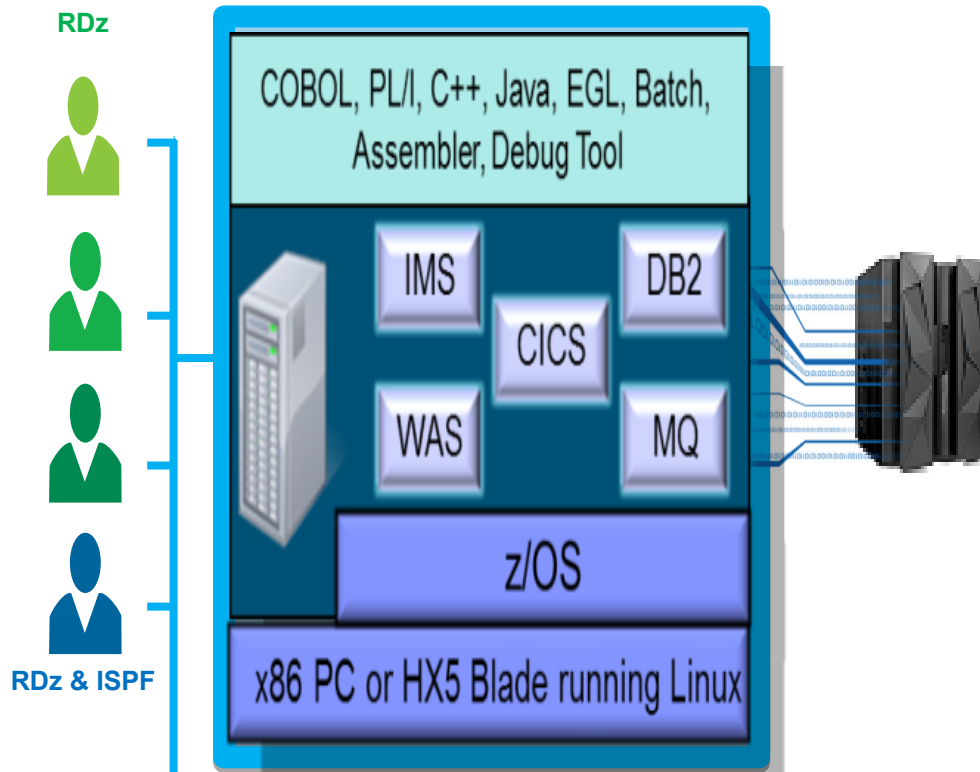 RDz
COBOL, PL/I, C++, Java, EGL, Batch,
Assembler, Debug Tool
IMS
DB2
CICS
WAS
MQ
z/OS
RDz & ISPF
x86 PC or HX5 Blade running Linux